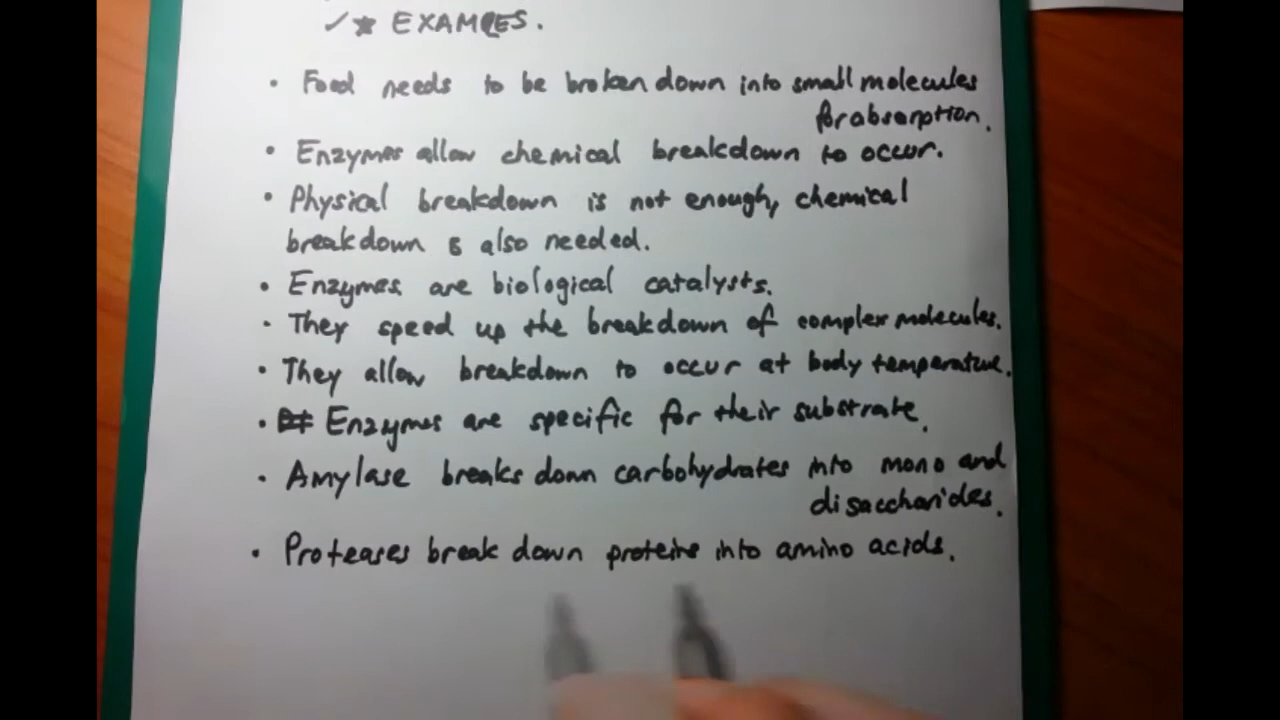 ✓ * EXAMPLES.
• Food needs to be broken down into small molecules
for absorption.
• Enzymes allow chemical breakdown to occur.
• Physical breakdown is not enough, chemical
breakdown is also needed.
• Enzymes are biological catalysts.
• They speed up the breakdown of complex molecules.
• They allow breakdown to occur at body temperature.
• Enzymes are specific for their substrate.
• Amylase breaks down carbohydrates into mono and
disaccharides.
• Proteases break down proteins into amino acids.